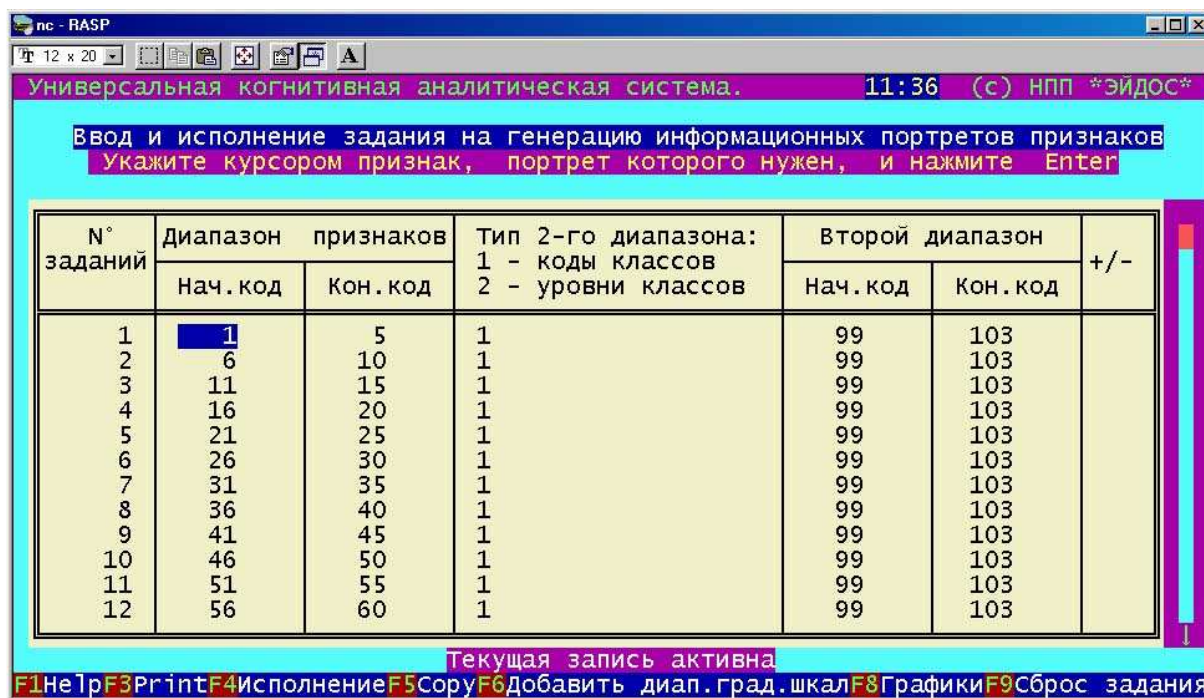 nc - RASP
12 x 20 A
Универсальная когнитивная аналитическая система. 11:36 (c) НПП *ЭЙДОС*
Ввод и исполнение задания на генерацию информационных портретов признаков
Укажите курсором признак, портрет которого нужен, и нажмите Enter
N° Диапазон признаков Тип 2-го диапазона: Второй диапазон
заданий 1 - коды классов +/-
Нач.код Кон.код 2 - уровни классов Нач.код Кон.код
1 1 5 1 99 103
2 6 10 1 99 103
3 11 15 1 99 103
4 16 20 1 99 103
5 21 25 1 99 103
6 26 30 1 99 103
7 31 35 1 99 103
8 36 40 1 99 103
9 41 45 1 99 103
10 46 50 1 99 103
11 51 55 1 99 103
12 56 60 1 99 103
Текущая запись активна
F1HelpF3PrintF4ИсполнениеF5CopyF6Добавить диап.град.шкалF8ГрафикиF9Сброс задани